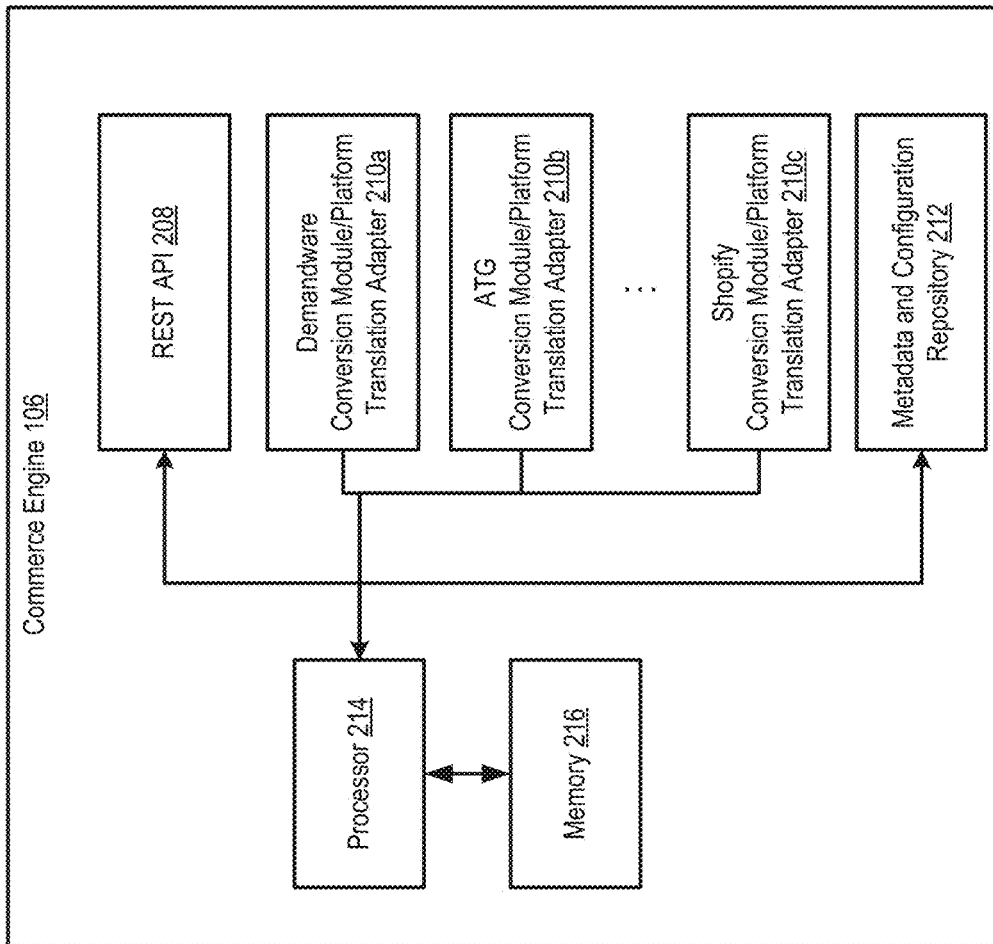 Commerce Engine 106
REST API 208
Demandware
Conversion Module/Platform
Translation Adapter 210a
ATG
Conversion Module/Platform
Translation Adapter 210b
...
Shopify
Conversion Module/Platform
Translation Adapter 210c
Metadata and Configuration
Repository 212
Processor 214
Memory 216